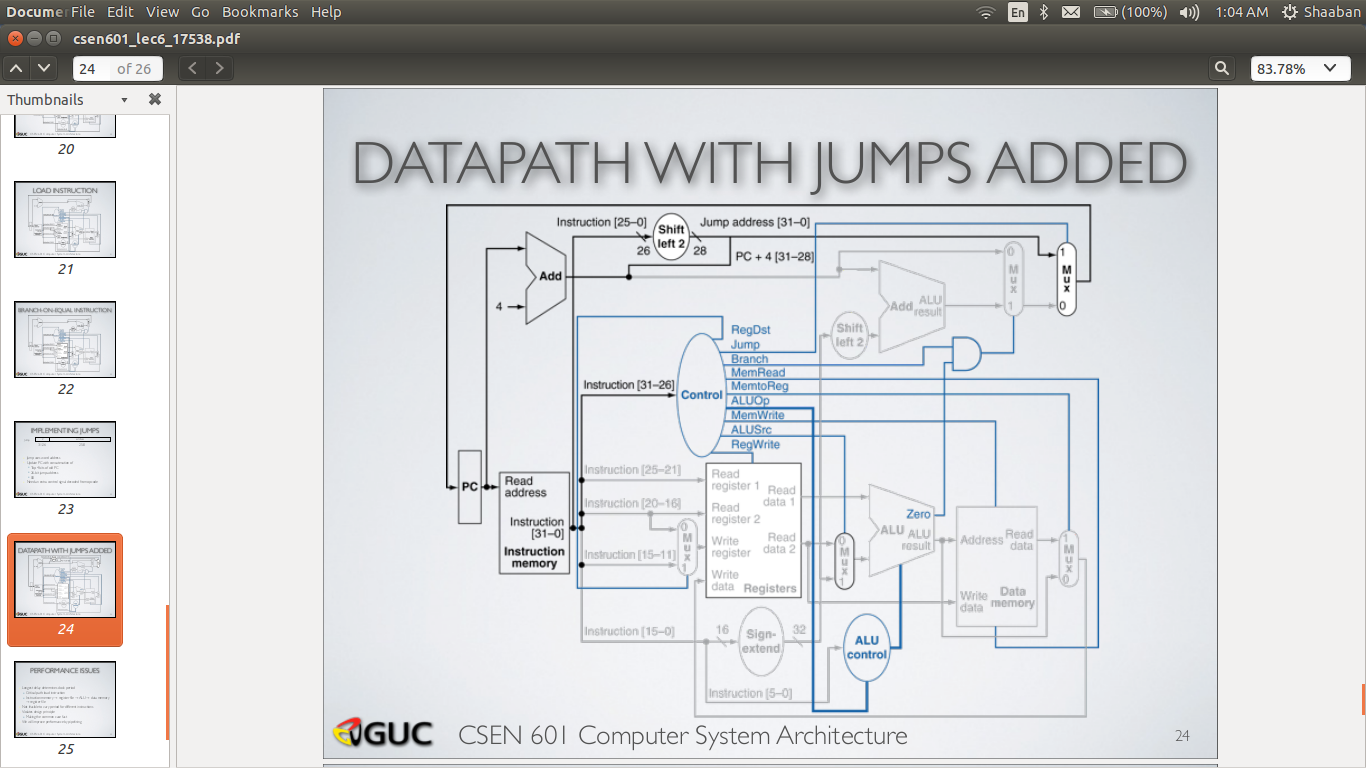 Docume File Edit View Go Bookmarks Help En (100%) 1:04 AM Shaaban
csen601_lec6_17538.pdf
24 of 26 83.78%
Thumbnails
20
LOAD INSTRUCTION
21
BRANCH-ON-EQUAL INSTRUCTION
22
IMPLEMENTING JUMPS
23
DATAPATH WITH JUMPS ADDED
24
PERFORMANCE ISSUES
25
DATAPATH WITH JUMPS ADDED
Instruction [25–0]
Shift
left 2
Jump address [31–0]
26
28
PC + 4 [31–28]
Add
4
0
M
u
x
1
1
M
u
x
0
Add
ALU
result
Shift
left 2
RegDst
Jump
Branch
MemRead
MemtoReg
ALUOp
MemWrite
ALUSrc
RegWrite
Instruction [31–26]
Control
PC
Read
address
Instruction
[31–0]
Instruction
memory
Instruction [25–21]
Instruction [20–16]
Instruction [15–11]
0
M
u
x
1
Read
register 1
Read
register 2
Write
register
Write
data
Read
data 1
Read
data 2
Registers
0
M
u
x
1
Zero
ALU
ALU
result
Address
Read
data
Write
data
Data
memory
1
M
u
x
0
Instruction [15–0]
16
Sign-
extend
32
ALU
control
Instruction [5–0]
GUC
CSEN 601 Computer System Architecture
24